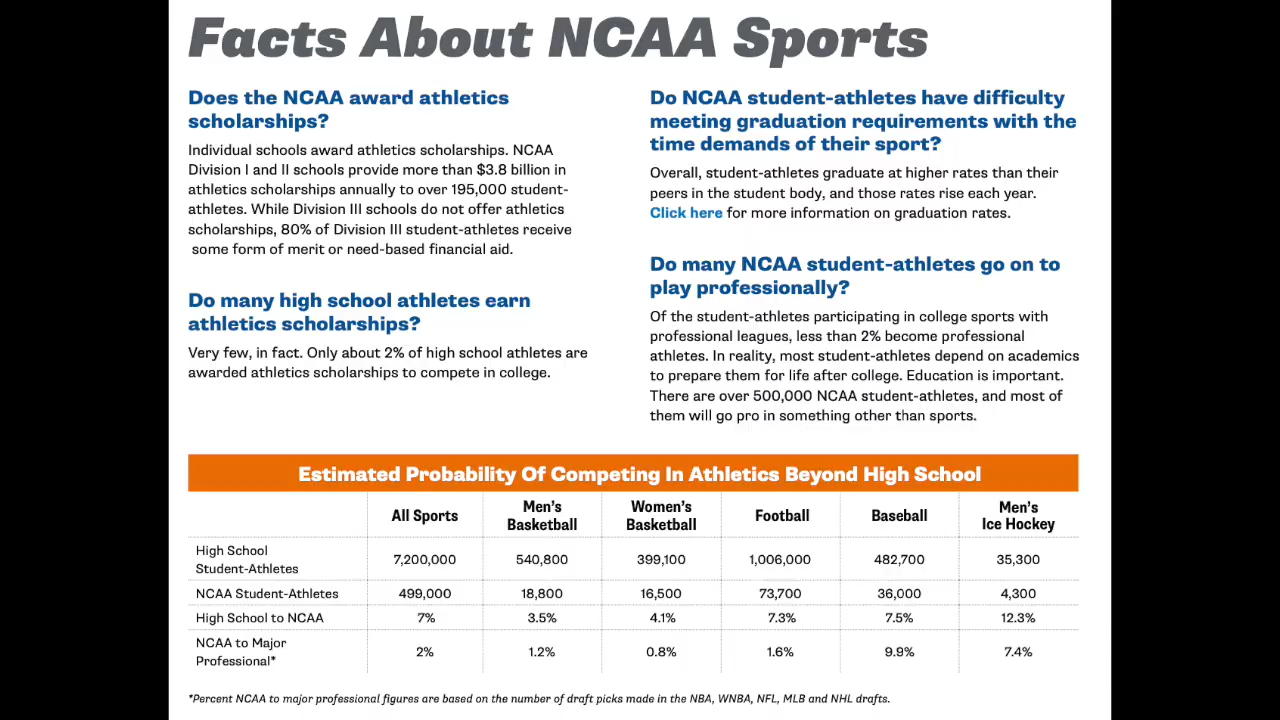 Facts About NCAA Sports
Does the NCAA award athletics
scholarships?
Individual schools award athletics scholarships. NCAA
Division I and II schools provide more than $3.8 billion in
athletics scholarships annually to over 195,000 student-
athletes. While Division III schools do not offer athletics
scholarships, 80% of Division III student-athletes receive
some form of merit or need-based financial aid.
Do many high school athletes earn
athletics scholarships?
Very few, in fact. Only about 2% of high school athletes are
awarded athletics scholarships to compete in college.
Do NCAA student-athletes have difficulty
meeting graduation requirements with the
time demands of their sport?
Overall, student-athletes graduate at higher rates than their
peers in the student body, and those rates rise each year.
Click here for more information on graduation rates.
Do many NCAA student-athletes go on to
play professionally?
Of the student-athletes participating in college sports with
professional leagues, less than 2% become professional
athletes. In reality, most student-athletes depend on academics
to prepare them for life after college. Education is important.
There are over 500,000 NCAA student-athletes, and most of
them will go pro in something other than sports.
Estimated Probability Of Competing In Athletics Beyond High School
All Sports Men's Basketball Women's Basketball Football Baseball Men's Ice Hockey
High School Student-Athletes 7,200,000 540,800 399,100 1,006,000 482,700 35,300
NCAA Student-Athletes 499,000 18,800 16,500 73,700 36,000 4,300
High School to NCAA 7% 3.5% 4.1% 7.3% 7.5% 12.3%
NCAA to Major Professional* 2% 1.2% 0.8% 1.6% 9.9% 7.4%
*Percent NCAA to major professional figures are based on the number of draft picks made in the NBA, WNBA, NFL, MLB and NHL drafts.